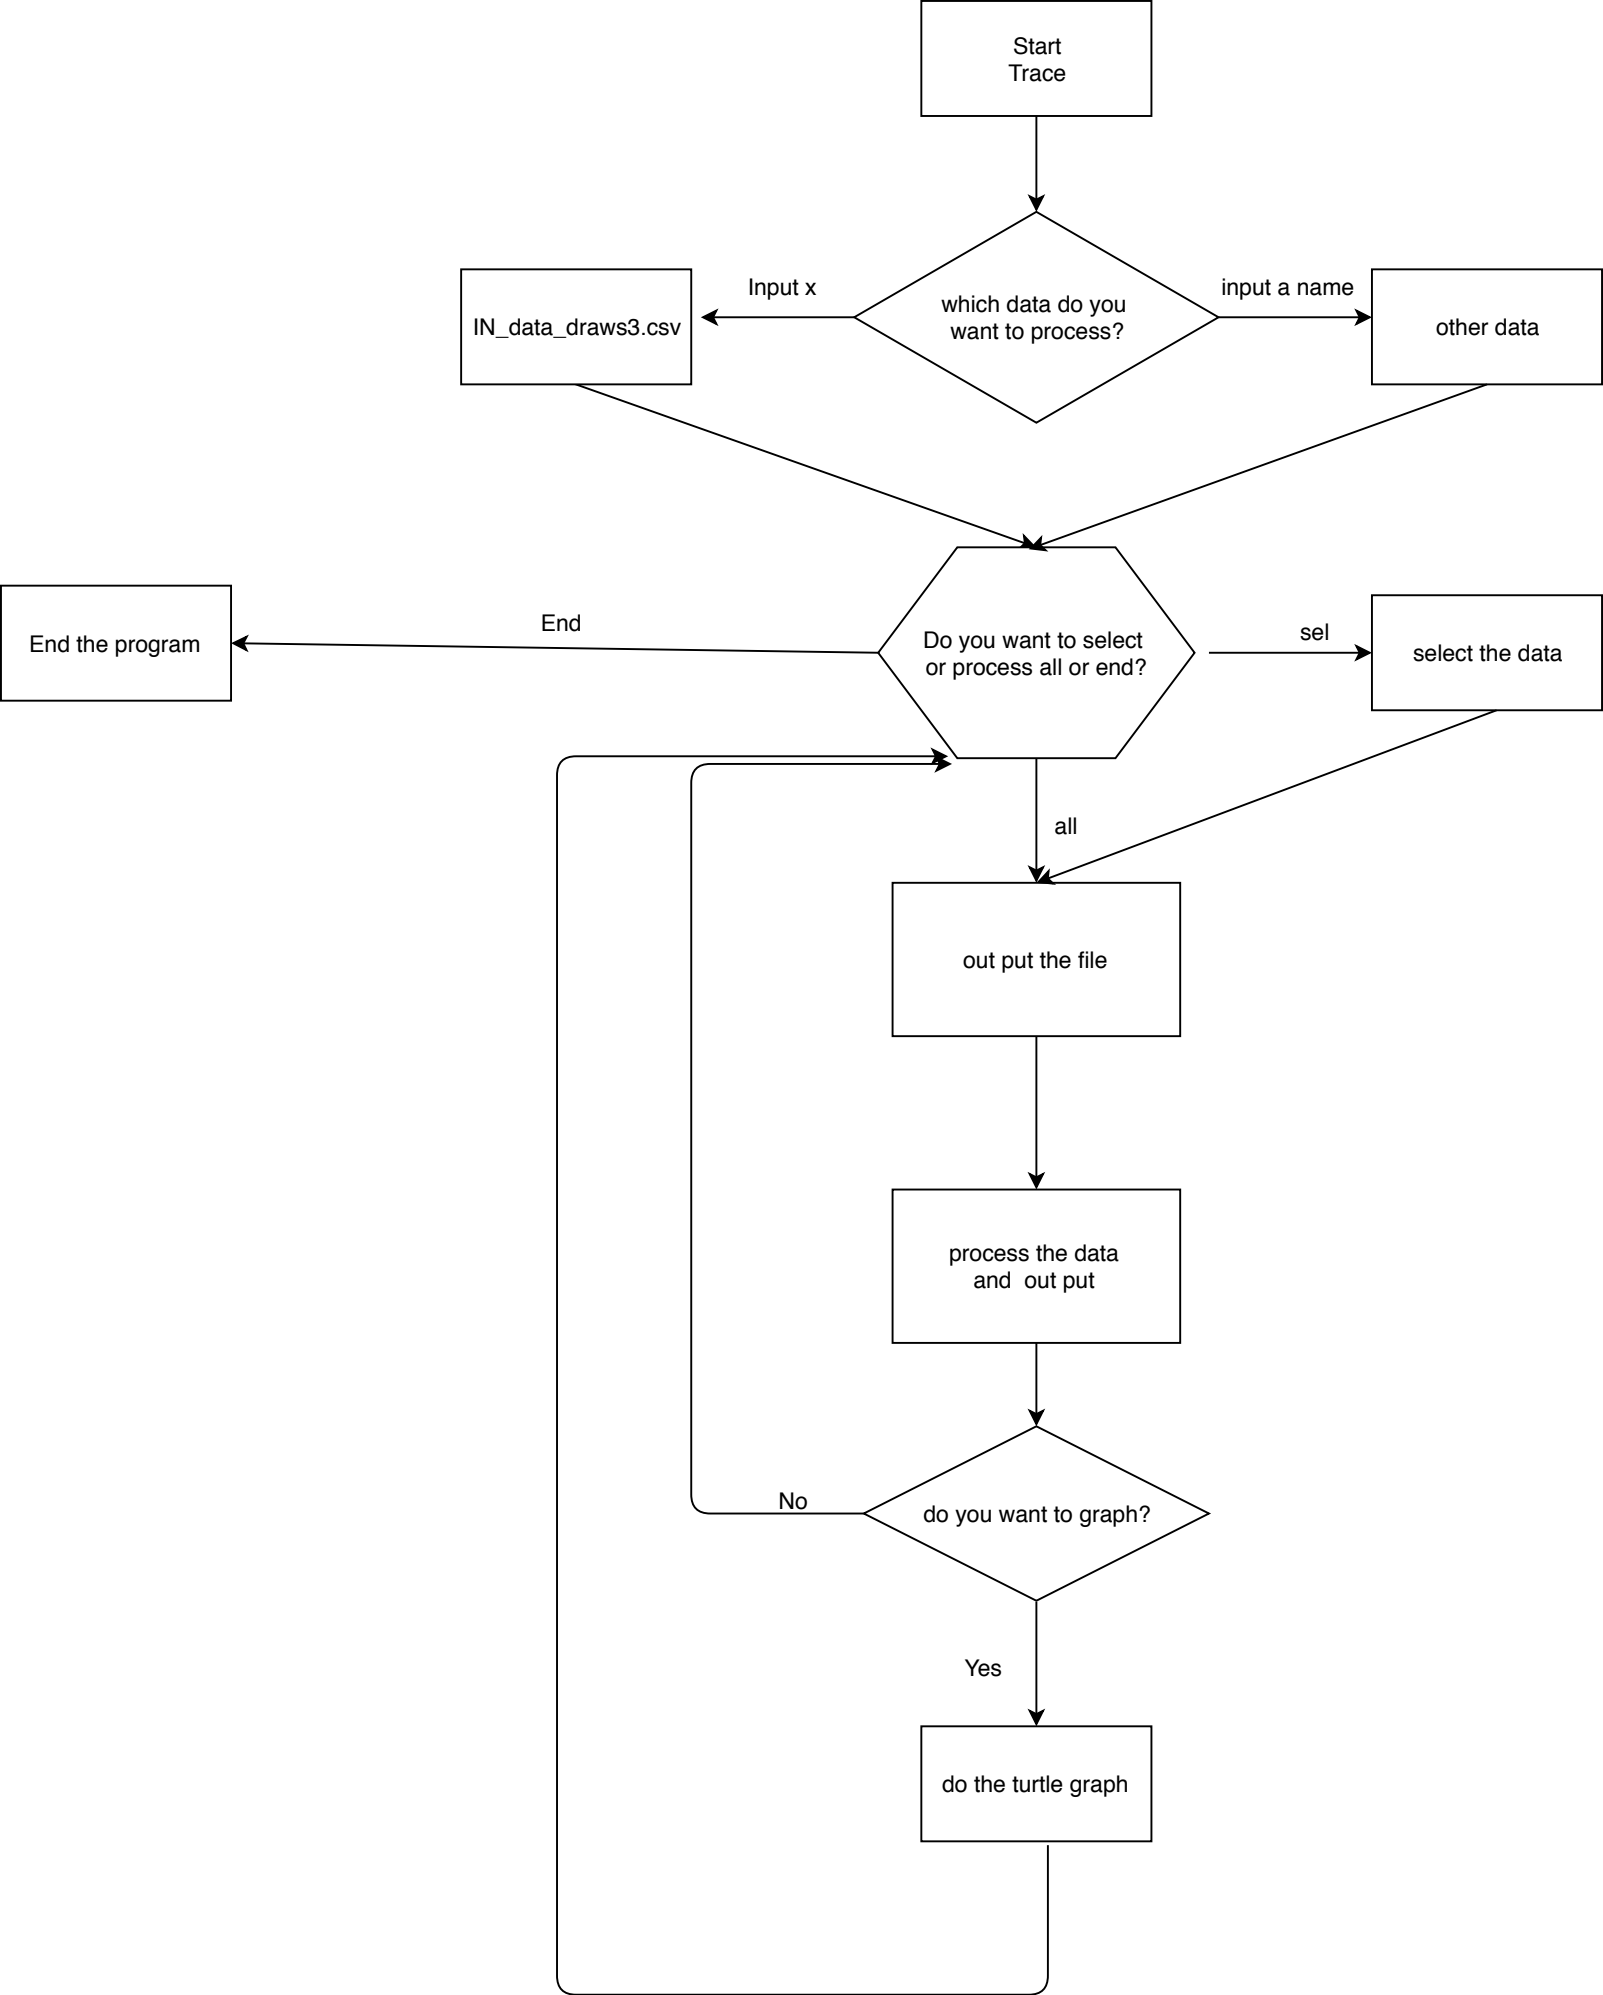 Start
Trace
Input x
input a name
which data do you
want to process?
IN_data_draws3.csv
other data
End
sel
Do you want to select
or process all or end?
End the program
select the data
all
out put the file
process the data
and  out put
No
do you want to graph?
Yes
do the turtle graph